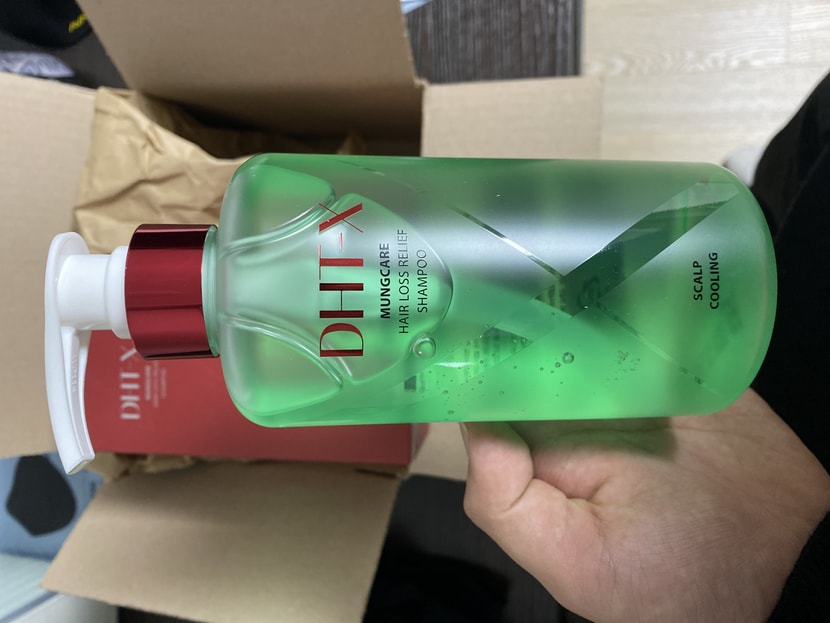 DHT-X
MUNGCARE
HAIR LOSS RELIEF
SHAMPOO
SCALP
COOLING
DHT-X